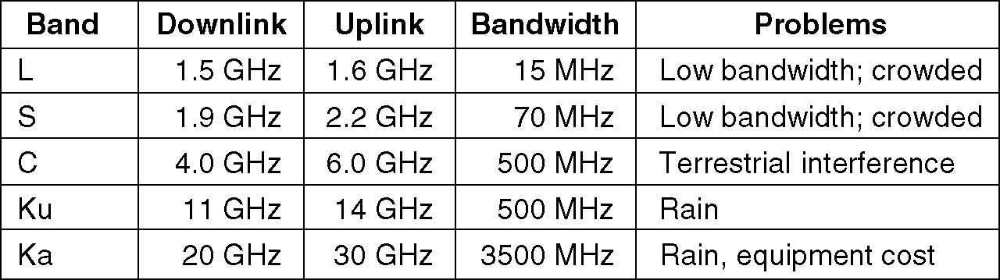 Band Downlink Uplink Bandwidth Problems
L 1.5 GHz 1.6 GHz 15 MHz Low bandwidth; crowded
S 1.9 GHz 2.2 GHz 70 MHz Low bandwidth; crowded
C 4.0 GHz 6.0 GHz 500 MHz Terrestrial interference
Ku 11 GHz 14 GHz 500 MHz Rain
Ka 20 GHz 30 GHz 3500 MHz Rain, equipment cost